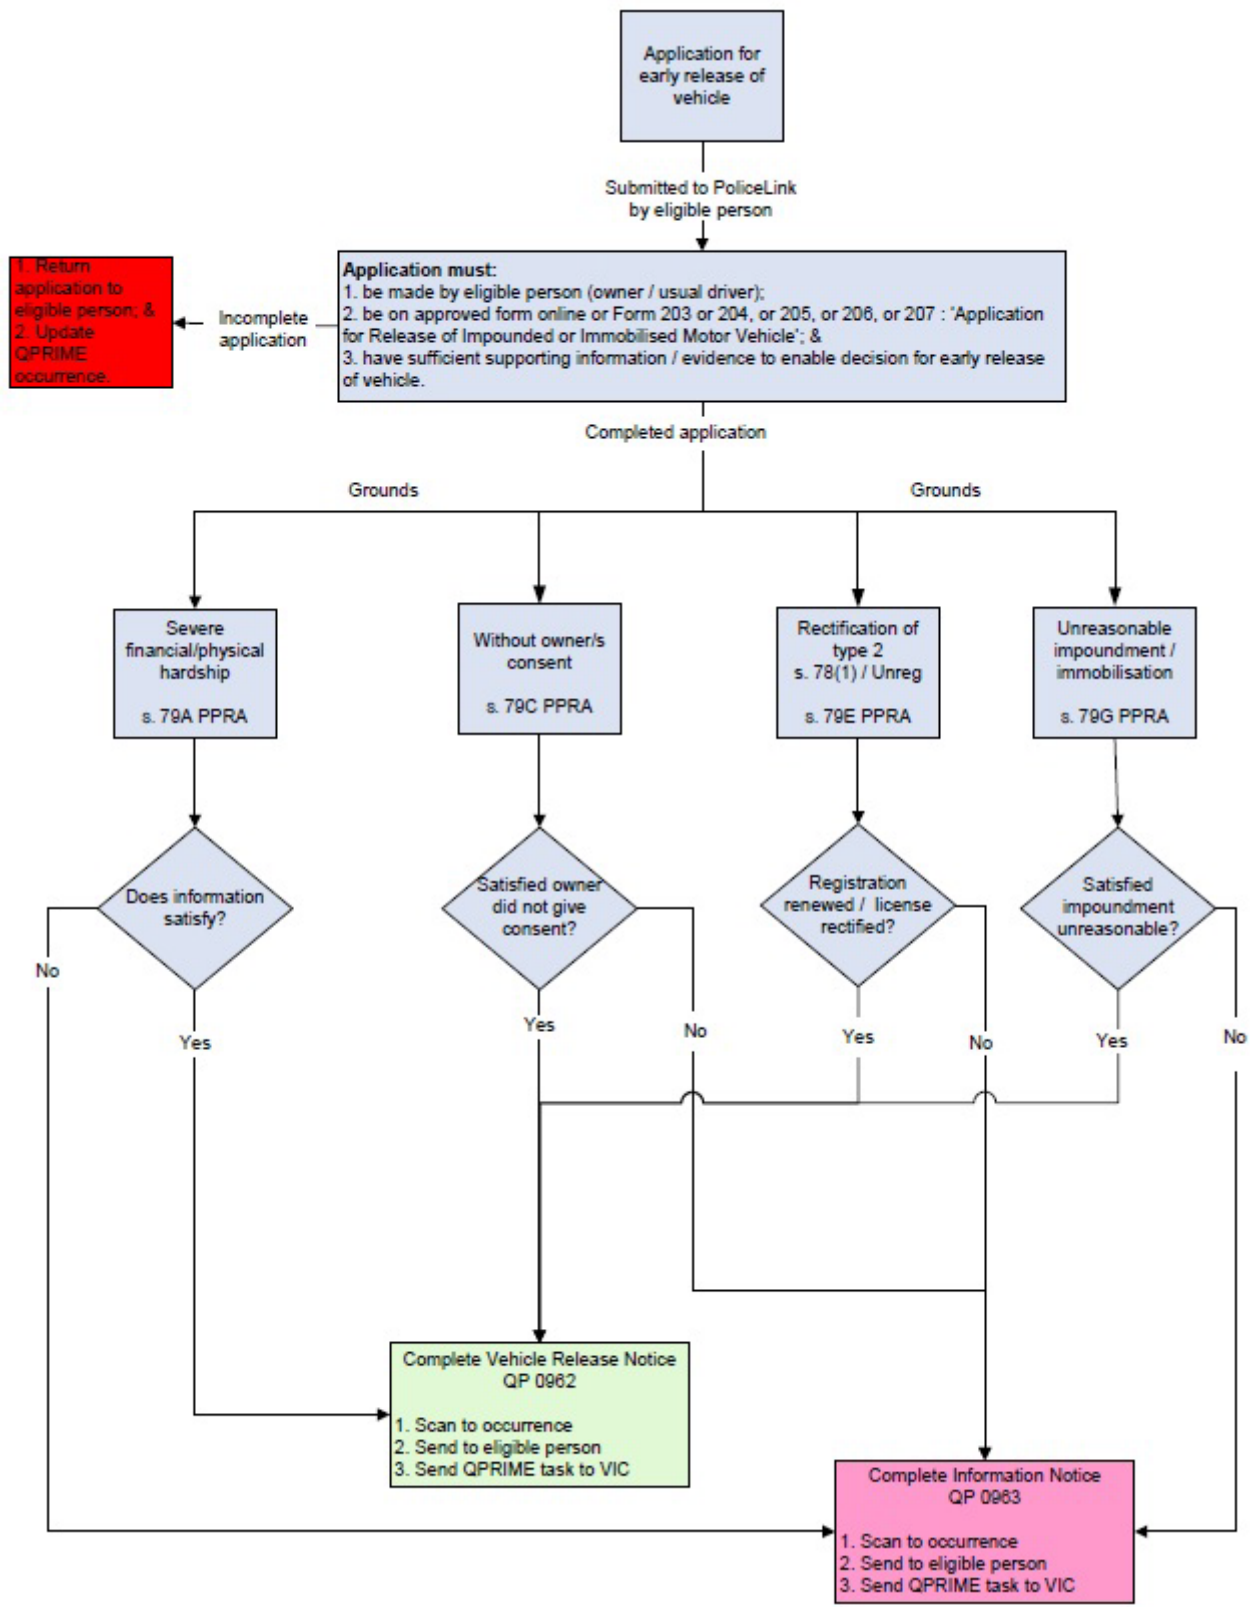 Application for
early release of
vehicle
Submitted to PoliceLink
by eligible person
1. Return
application to
eligible person; &
2. Update
QPRIME
occurrence.
Incomplete
application
Application must:
1. be made by eligible person (owner / usual driver);
2. be on approved form online or Form 203 or 204, or 205, or 206, or 207 : 'Application
for Release of Impounded or Immobilised Motor Vehicle'; &
3. have sufficient supporting information / evidence to enable decision for early release
of vehicle.
Completed application
Grounds
Grounds
Severe
financial/physical
hardship
s. 79A PPRA
Without owner/s
consent
s. 79C PPRA
Rectification of
type 2
s. 78(1) / Unreg
s. 79E PPRA
Unreasonable
impoundment /
immobilisation
s. 79G PPRA
Does information
satisfy?
Satisfied owner
did not give
consent?
Registration
renewed / license
rectified?
Satisfied
impoundment
unreasonable?
No
Yes
Yes
No
Yes
No
Yes
No
Complete Vehicle Release Notice
QP 0962
1. Scan to occurrence
2. Send to eligible person
3. Send QPRIME task to VIC
Complete Information Notice
QP 0963
1. Scan to occurrence
2. Send to eligible person
3. Send QPRIME task to VIC